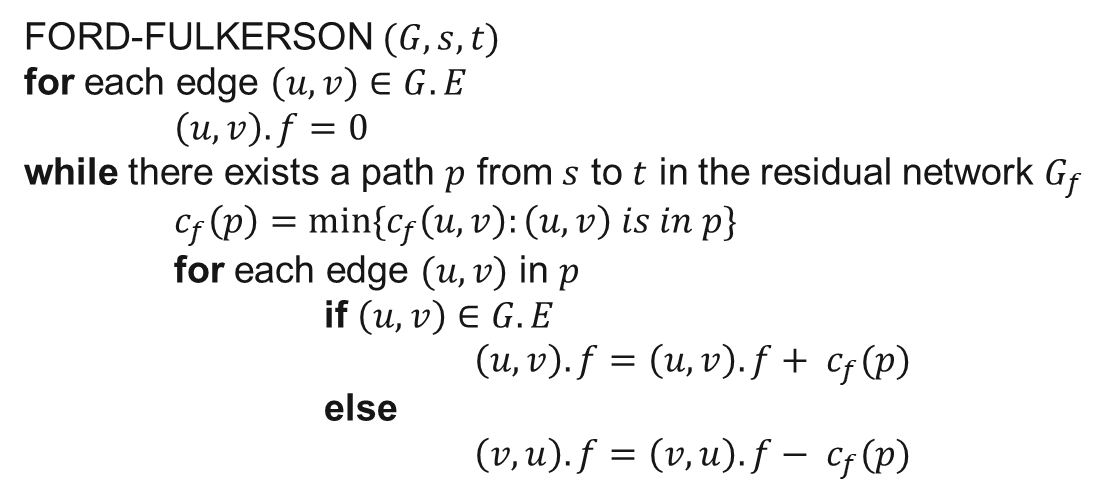 FORD-FULKERSON (G, s, t)
for each edge (u, v) ∈ G. E
(u, v). f = 0
while there exists a path p from s to t in the residual network G_f
c_f(p) = min{c_f(u, v): (u, v) is in p}
for each edge (u, v) in p
if (u, v) ∈ G. E
(u, v). f = (u, v). f + c_f(p)
else
(v, u). f = (v, u). f − c_f(p)